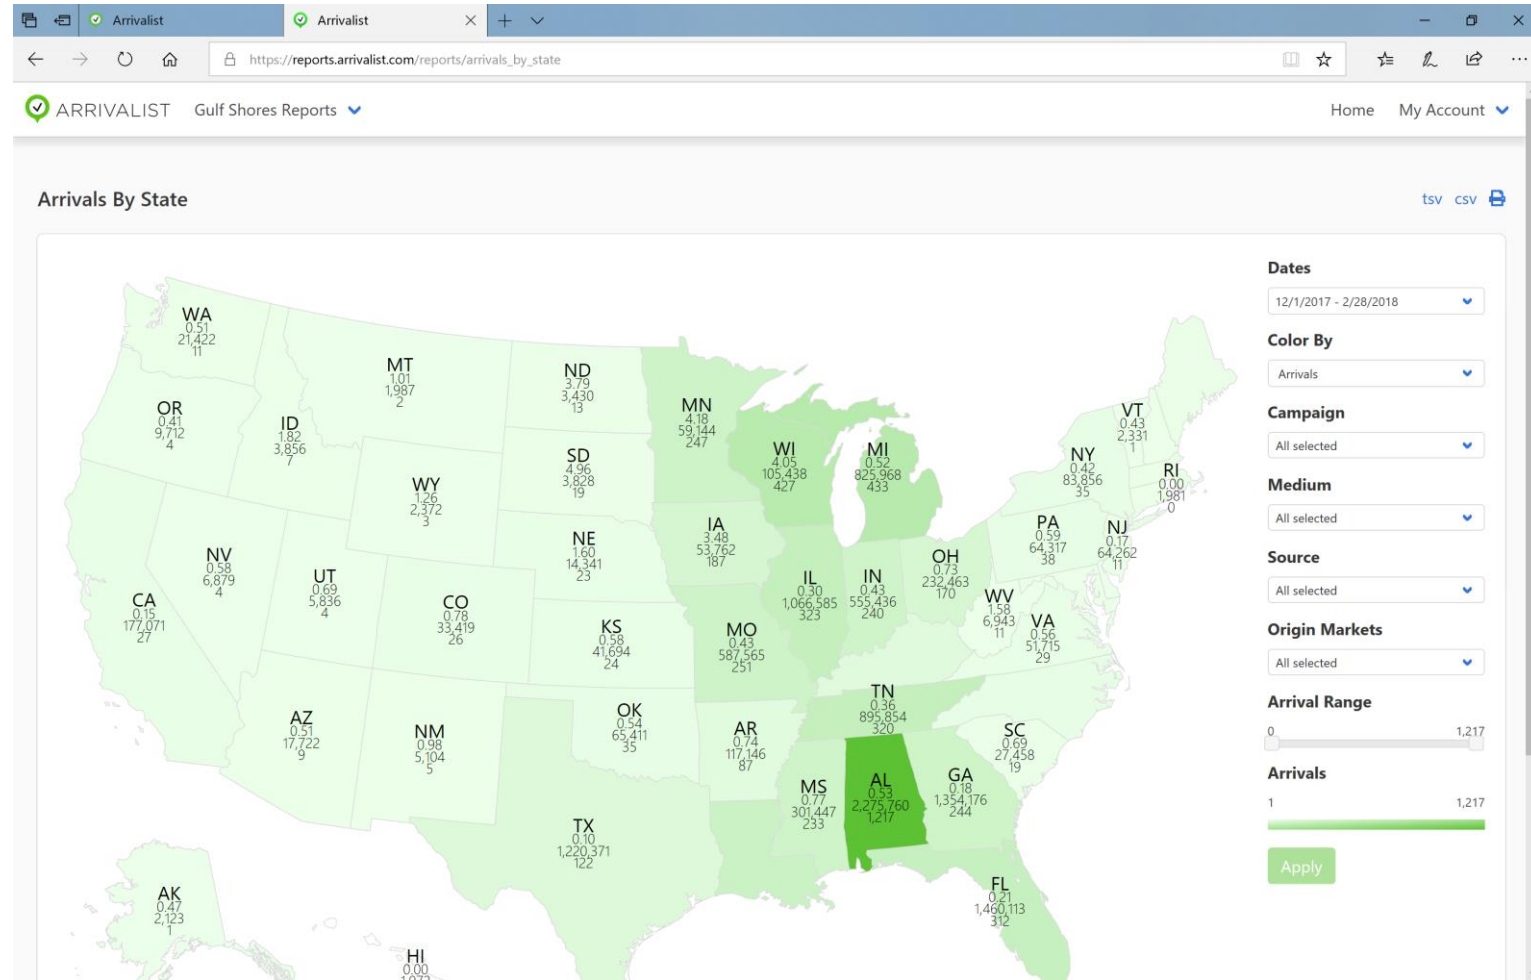 Arrivalist
Arrivalist
https://reports.arrivalist.com/reports/arrivals_by_state
ARRIVALIST
Gulf Shores Reports
Home
My Account
Arrivals By State
tsv csv
WA
0.51
21,422
11
MT
1.01
1,987
2
ND
3.79
3,430
13
MN
4.18
59,144
247
OR
0.41
9,712
4
ID
1.82
3,856
7
SD
4.96
3,828
19
WI
4.05
105,438
427
MI
0.52
825,968
433
VT
0.43
2,331
1
NY
0.42
83,856
35
RI
0.00
1,981
0
WY
1.26
2,372
3
IA
3.48
53,762
187
PA
0.59
64,317
38
NJ
0.17
64,262
11
NE
1.60
14,341
23
NV
0.58
6,879
4
UT
0.69
5,836
4
OH
0.73
232,463
170
IL
0.30
1,066,585
323
IN
0.43
555,436
240
CA
0.15
177,071
27
CO
0.78
33,419
26
WV
1.58
6,943
11
VA
0.56
51,715
29
KS
0.58
41,694
24
MO
0.43
587,565
251
TN
0.36
895,854
320
AZ
0.51
17,722
9
NM
0.98
5,104
5
OK
0.54
65,411
35
AR
0.74
117,146
87
SC
0.69
27,458
19
MS
0.77
301,447
233
AL
0.53
2,275,760
1,217
GA
0.18
1,354,176
244
TX
0.10
1,220,371
122
FL
0.21
1,460,113
312
AK
0.47
2,123
1
HI
0.00
Dates
12/1/2017 - 2/28/2018
Color By
Arrivals
Campaign
All selected
Medium
All selected
Source
All selected
Origin Markets
All selected
Arrival Range
0 1,217
Arrivals
1 1,217
Apply